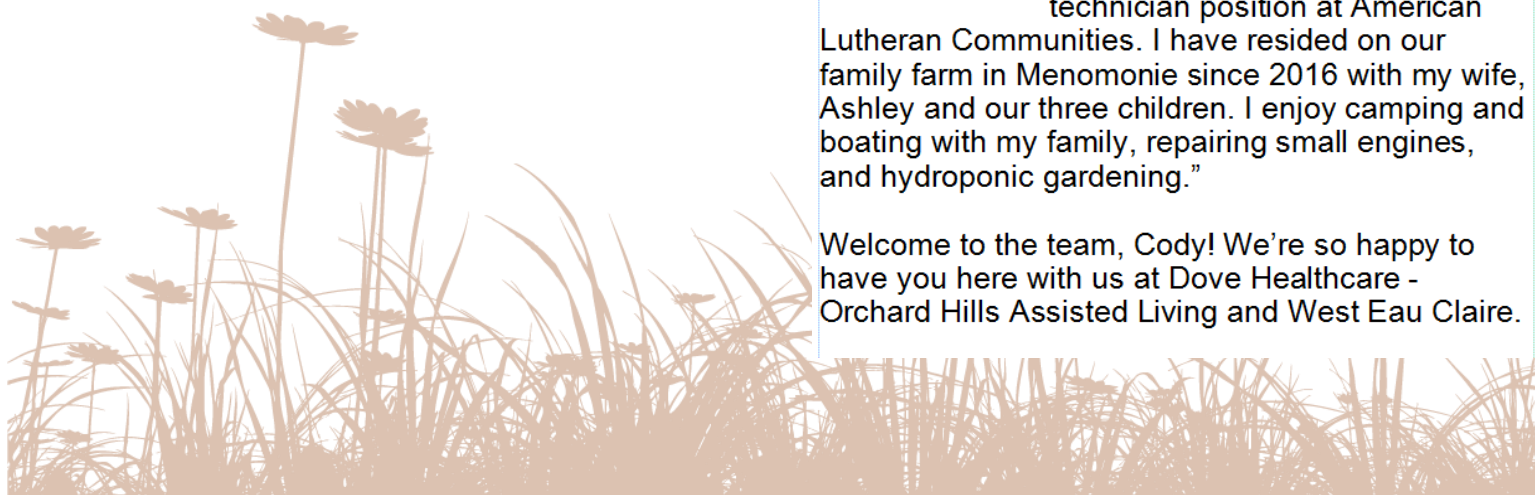 technician position at American
Lutheran Communities. I have resided on our
family farm in Menomonie since 2016 with my wife,
Ashley and our three children. I enjoy camping and
boating with my family, repairing small engines,
and hydroponic gardening.”
Welcome to the team, Cody! We’re so happy to
have you here with us at Dove Healthcare -
Orchard Hills Assisted Living and West Eau Claire.